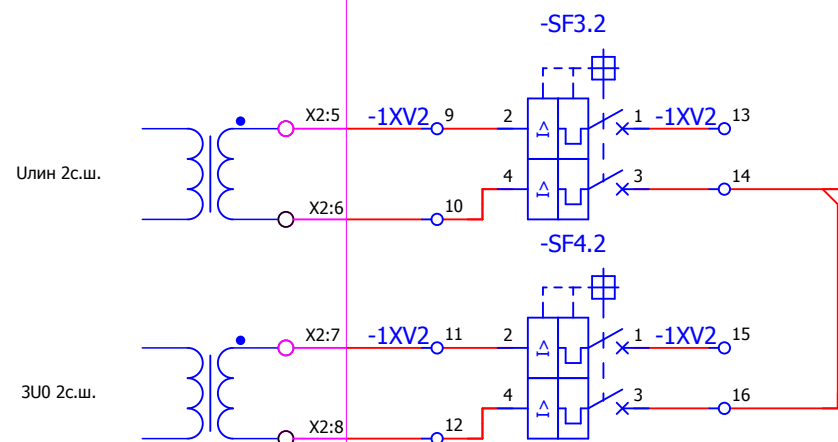 -SF3.2
X2:5 -1XV2 9 2 I> 1 -1XV2 13
Uлин 2с.ш.
X2:6 10 4 I> 3 14
-SF4.2
X2:7 -1XV2 11 2 I> 1 -1XV2 15
3U0 2с.ш.
X2:8 12 4 I> 3 16